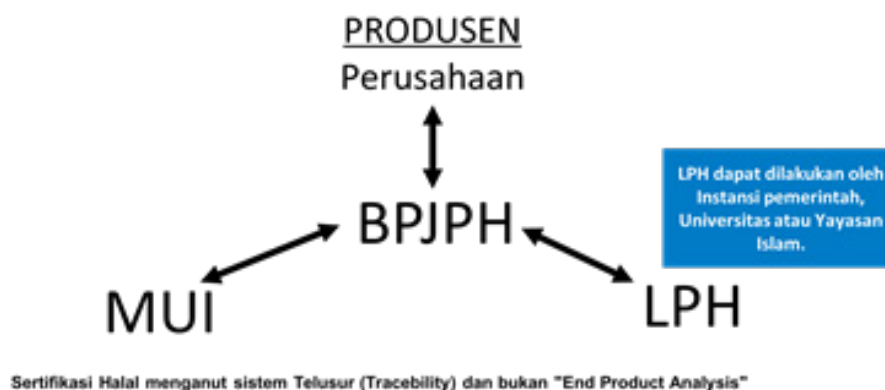 PRODUSEN
Perusahaan
LPH dapat dilakukan oleh
Instansi pemerintah,
Universitas atau Yayasan
Islam.
BPJPH
MUI
LPH
Sertifikasi Halal menganut sistem Telusur (Tracebility) dan bukan "End Product Analysis"